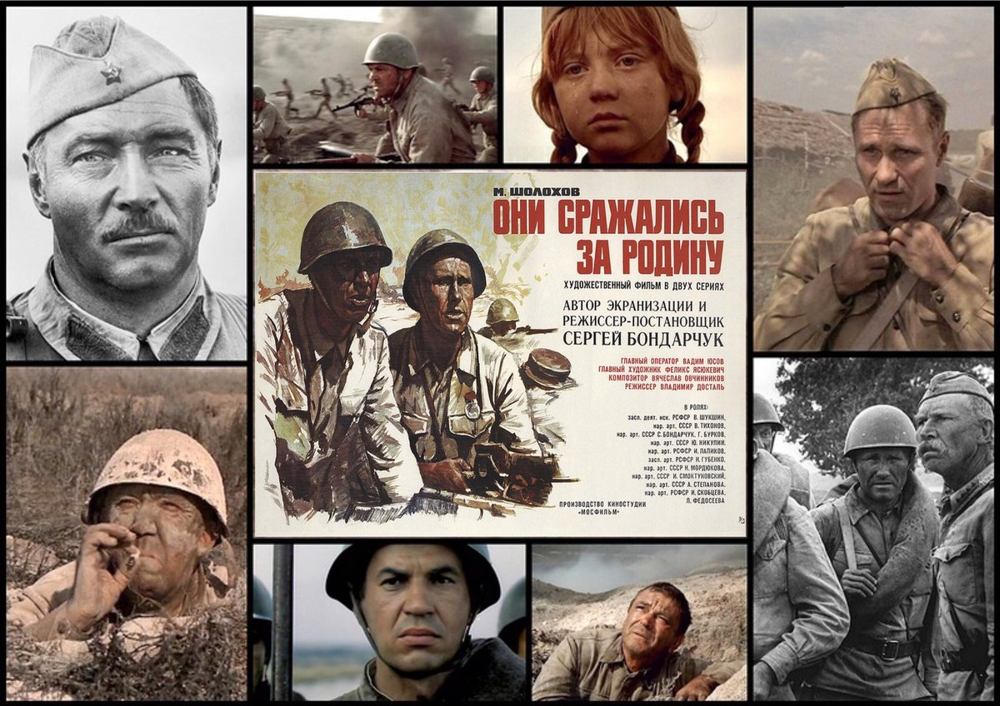 М. ШОЛОХОВ
ОНИ СРАЖАЛИСЬ
ЗА РОДИНУ
ХУДОЖЕСТВЕННЫЙ ФИЛЬМ В ДВУХ СЕРИЯХ
АВТОР ЭКРАНИЗАЦИИ И
РЕЖИССЕР-ПОСТАНОВЩИК
СЕРГЕЙ БОНДАРЧУК
ГЛАВНЫЙ ОПЕРАТОР ВАДИМ ЮСОВ
ГЛАВНЫЙ ХУДОЖНИК ФЕЛИКС ЯСЮКЕВИЧ
КОМПОЗИТОР ВЯЧЕСЛАВ ОВЧИННИКОВ
РЕЖИССЕР ВЛАДИМИР ДОСТАЛЬ
В РОЛЯХ:
засл. деят. иск. РСФСР В. ШУКШИН,
нар. арт. СССР В. ТИХОНОВ,
нар. арт. СССР С. БОНДАРЧУК, Г. БУРКОВ,
нар. арт. СССР Ю. НИКУЛИН,
нар. арт. РСФСР И. ЛАПИКОВ,
засл. арт. РСФСР Н. ГУБЕНКО,
нар. арт. СССР Н. МОРДЮКОВА,
нар. арт. СССР И. СМОКТУНОВСКИЙ,
нар. арт. СССР А. СТЕПАНОВА,
нар. арт. РСФСР И. СКОБЦЕВА,
Л. ФЕДОСЕЕВА
ПРОИЗВОДСТВО КИНОСТУДИИ
«МОСФИЛЬМ»